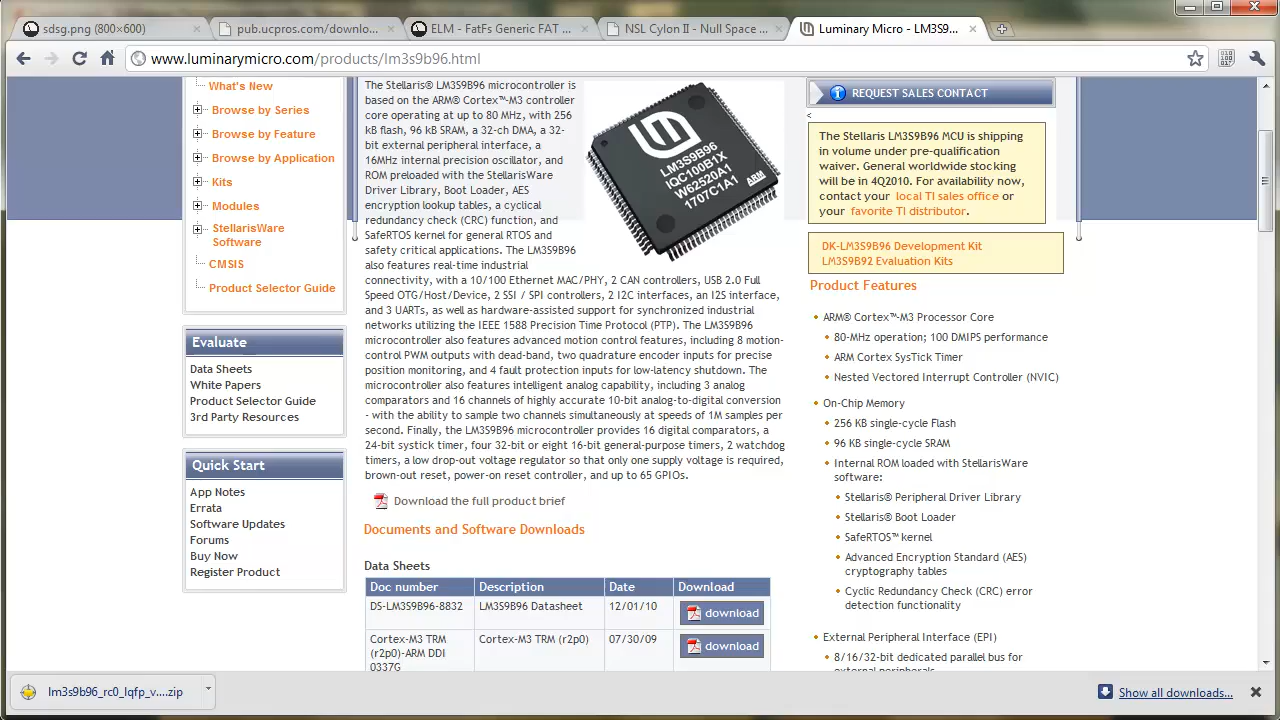 sdsg.png (800×600)
pub.ucpros.com/downlo...
ELM - FatFs Generic FAT ...
NSL Cylon II - Null Space ...
Luminary Micro - LM3S9...
www.luminarymicro.com/products/lm3s9b96.html
What's New
Browse by Series
Browse by Feature
Browse by Application
Kits
Modules
StellarisWare
Software
CMSIS
Product Selector Guide
Evaluate
Data Sheets
White Papers
Product Selector Guide
3rd Party Resources
Quick Start
App Notes
Errata
Software Updates
Forums
Buy Now
Register Product
The Stellaris® LM3S9B96 microcontroller is
based on the ARM® Cortex™-M3 controller
core operating at up to 80 MHz, with 256
kB flash, 96 kB SRAM, a 32-ch DMA, a 32-
bit external peripheral interface, a
16MHz internal precision oscillator, and
ROM preloaded with the StellarisWare
Driver Library, Boot Loader, AES
encryption lookup tables, a cyclical
redundancy check (CRC) function, and
SafeRTOS kernel for general RTOS and
safety critical applications. The LM3S9B96
also features real-time industrial
connectivity, with a 10/100 Ethernet MAC/PHY, 2 CAN controllers, USB 2.0 Full
Speed OTG/Host/Device, 2 SSI / SPI controllers, 2 I2C interfaces, an I2S interface,
and 3 UARTs, as well as hardware-assisted support for synchronized industrial
networks utilizing the IEEE 1588 Precision Time Protocol (PTP). The LM3S9B96
microcontroller also features advanced motion control features, including 8 motion-
control PWM outputs with dead-band, two quadrature encoder inputs for precise
position monitoring, and 4 fault protection inputs for low-latency shutdown. The
microcontroller also features intelligent analog capability, including 3 analog
comparators and 16 channels of highly accurate 10-bit analog-to-digital conversion
- with the ability to sample two channels simultaneously at speeds of 1M samples per
second. Finally, the LM3S9B96 microcontroller provides 16 digital comparators, a
24-bit systick timer, four 32-bit or eight 16-bit general-purpose timers, 2 watchdog
timers, a low drop-out voltage regulator so that only one supply voltage is required,
brown-out reset, power-on reset controller, and up to 65 GPIOs.
LM3S9B96
IQC100B1X
W62520A1
1707C1A1
ARM
Download the full product brief
Documents and Software Downloads
Data Sheets
Doc number Description Date Download
DS-LM3S9B96-8832 LM3S9B96 Datasheet 12/01/10 download
Cortex-M3 TRM Cortex-M3 TRM (r2p0) 07/30/09 download
(r2p0)-ARM DDI
0337G
REQUEST SALES CONTACT
<
The Stellaris LM3S9B96 MCU is shipping
in volume under pre-qualification
waiver. General worldwide stocking
will be in 4Q2010. For availability now,
contact your local TI sales office or
your favorite TI distributor.
DK-LM3S9B96 Development Kit
LM3S9B92 Evaluation Kits
Product Features
ARM® Cortex™-M3 Processor Core
80-MHz operation; 100 DMIPS performance
ARM Cortex SysTick Timer
Nested Vectored Interrupt Controller (NVIC)
On-Chip Memory
256 KB single-cycle Flash
96 KB single-cycle SRAM
Internal ROM loaded with StellarisWare
software:
Stellaris® Peripheral Driver Library
Stellaris® Boot Loader
SafeRTOS™ kernel
Advanced Encryption Standard (AES)
cryptography tables
Cyclic Redundancy Check (CRC) error
detection functionality
External Peripheral Interface (EPI)
8/16/32-bit dedicated parallel bus for
external peripherals
lm3s9b96_rc0_lqfp_v....zip
Show all downloads...